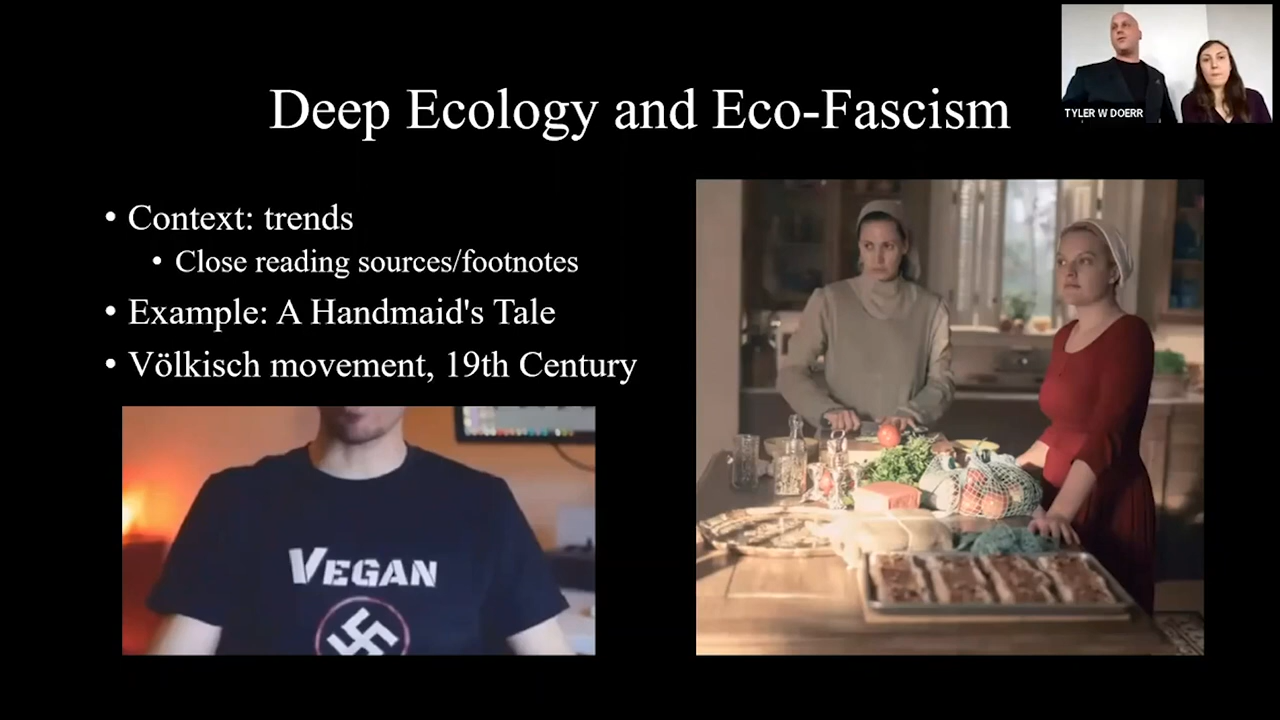 Deep Ecology and Eco-Fascism
TYLER W DOERR
• Context: trends
• Close reading sources/footnotes
• Example: A Handmaid's Tale
• Völkisch movement, 19th Century
VEGAN